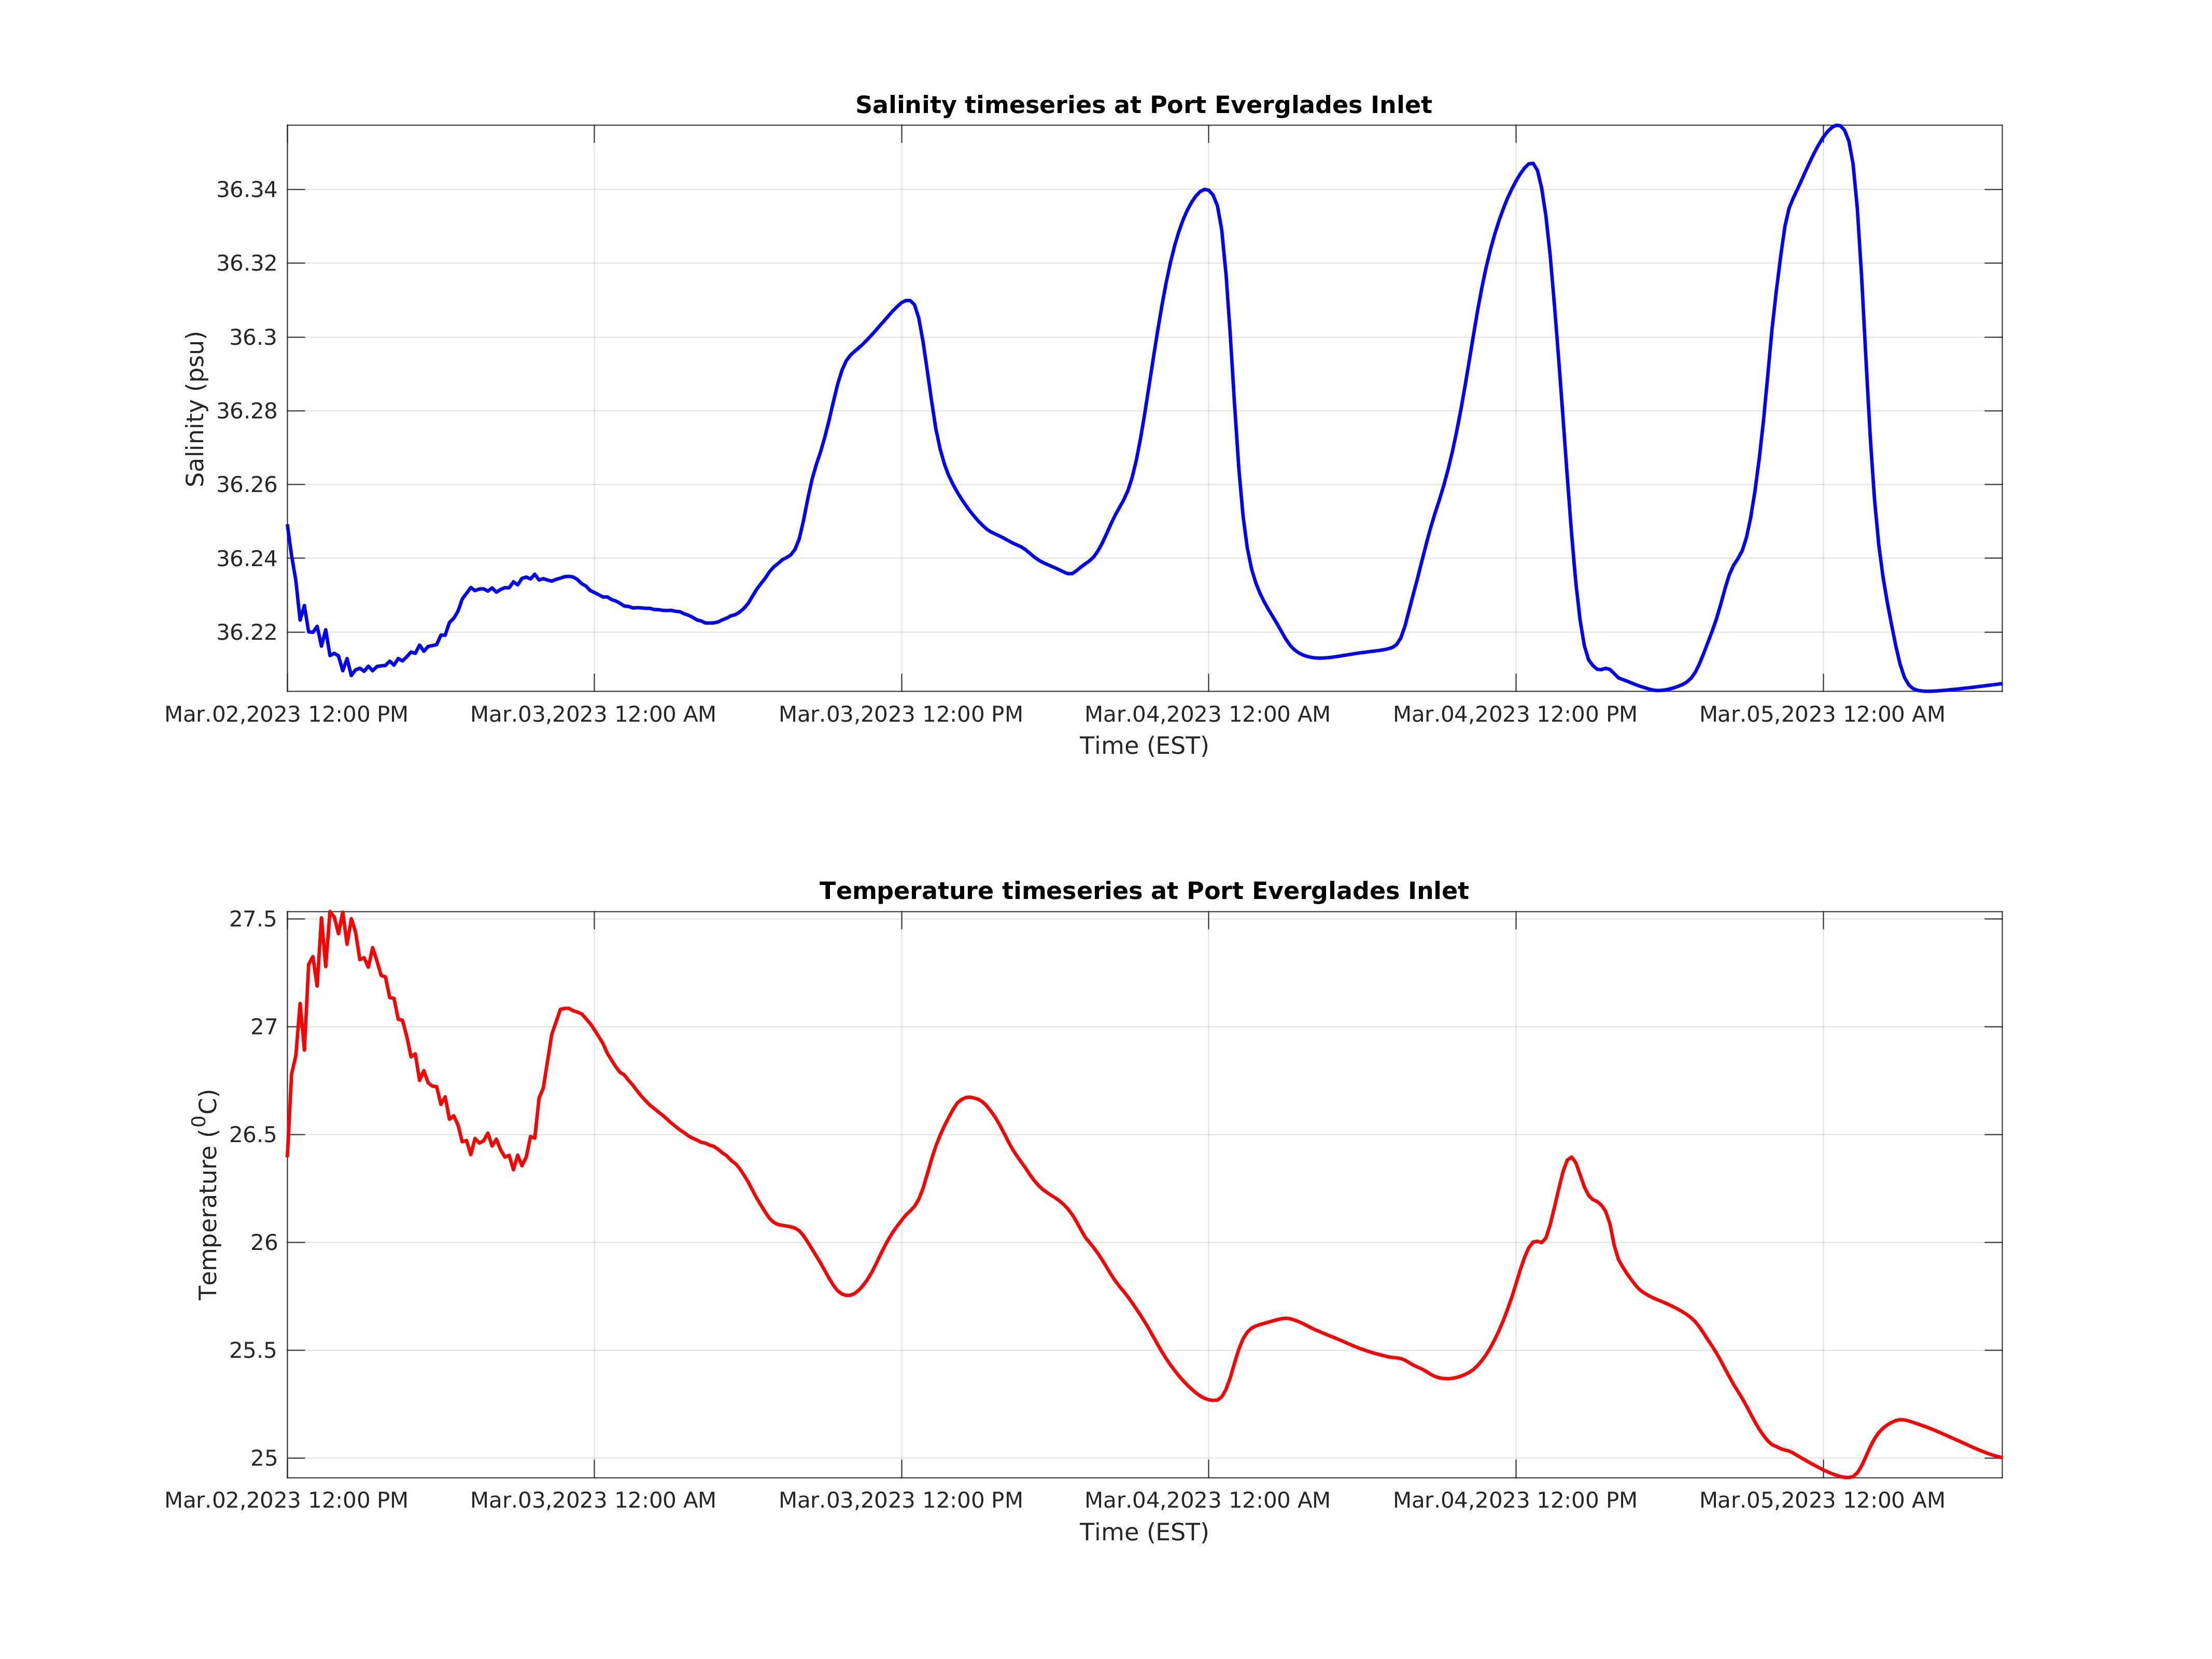 Salinity timeseries at Port Everglades Inlet
Salinity (psu)
36.34
36.32
36.3
36.28
36.26
36.24
36.22
Mar.02,2023 12:00 PM Mar.03,2023 12:00 AM Mar.03,2023 12:00 PM Mar.04,2023 12:00 AM Mar.04,2023 12:00 PM Mar.05,2023 12:00 AM
Time (EST)
Temperature timeseries at Port Everglades Inlet
Temperature (⁰C)
27.5
27
26.5
26
25.5
25
Mar.02,2023 12:00 PM Mar.03,2023 12:00 AM Mar.03,2023 12:00 PM Mar.04,2023 12:00 AM Mar.04,2023 12:00 PM Mar.05,2023 12:00 AM
Time (EST)